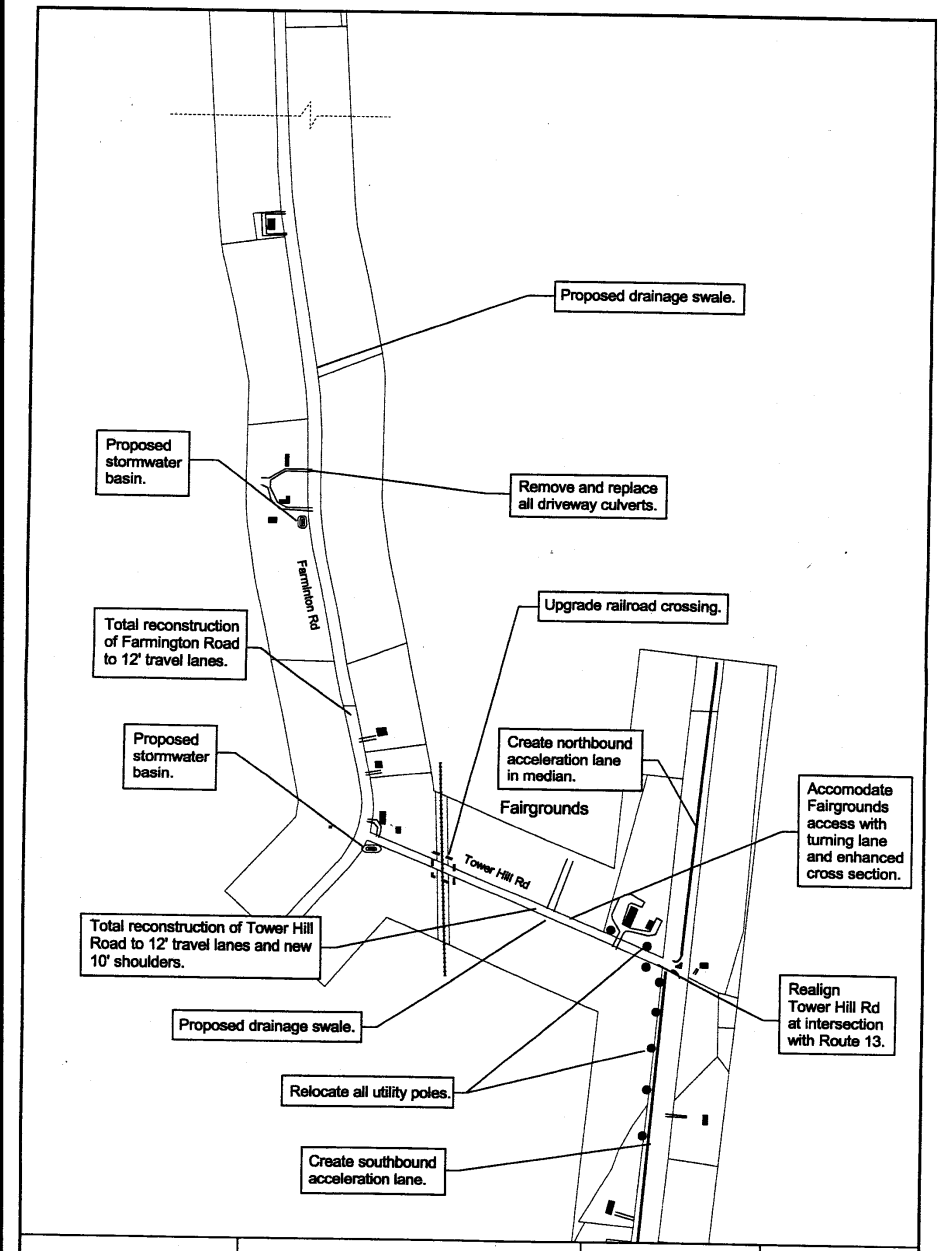 Proposed drainage swale.
Proposed
stormwater
basin.
Remove and replace
all driveway culverts.
Farminton Rd
Upgrade railroad crossing.
Total reconstruction
of Farmington Road
to 12' travel lanes.
Proposed
stormwater
basin.
Create northbound
acceleration lane
in median.
Fairgrounds
Accomodate
Fairgrounds
access with
turning lane
and enhanced
cross section.
Tower Hill Rd
Total reconstruction of Tower Hill
Road to 12' travel lanes and new
10' shoulders.
Realign
Tower Hill Rd
at intersection
with Route 13.
Proposed drainage swale.
Relocate all utility poles.
Create southbound
acceleration lane.